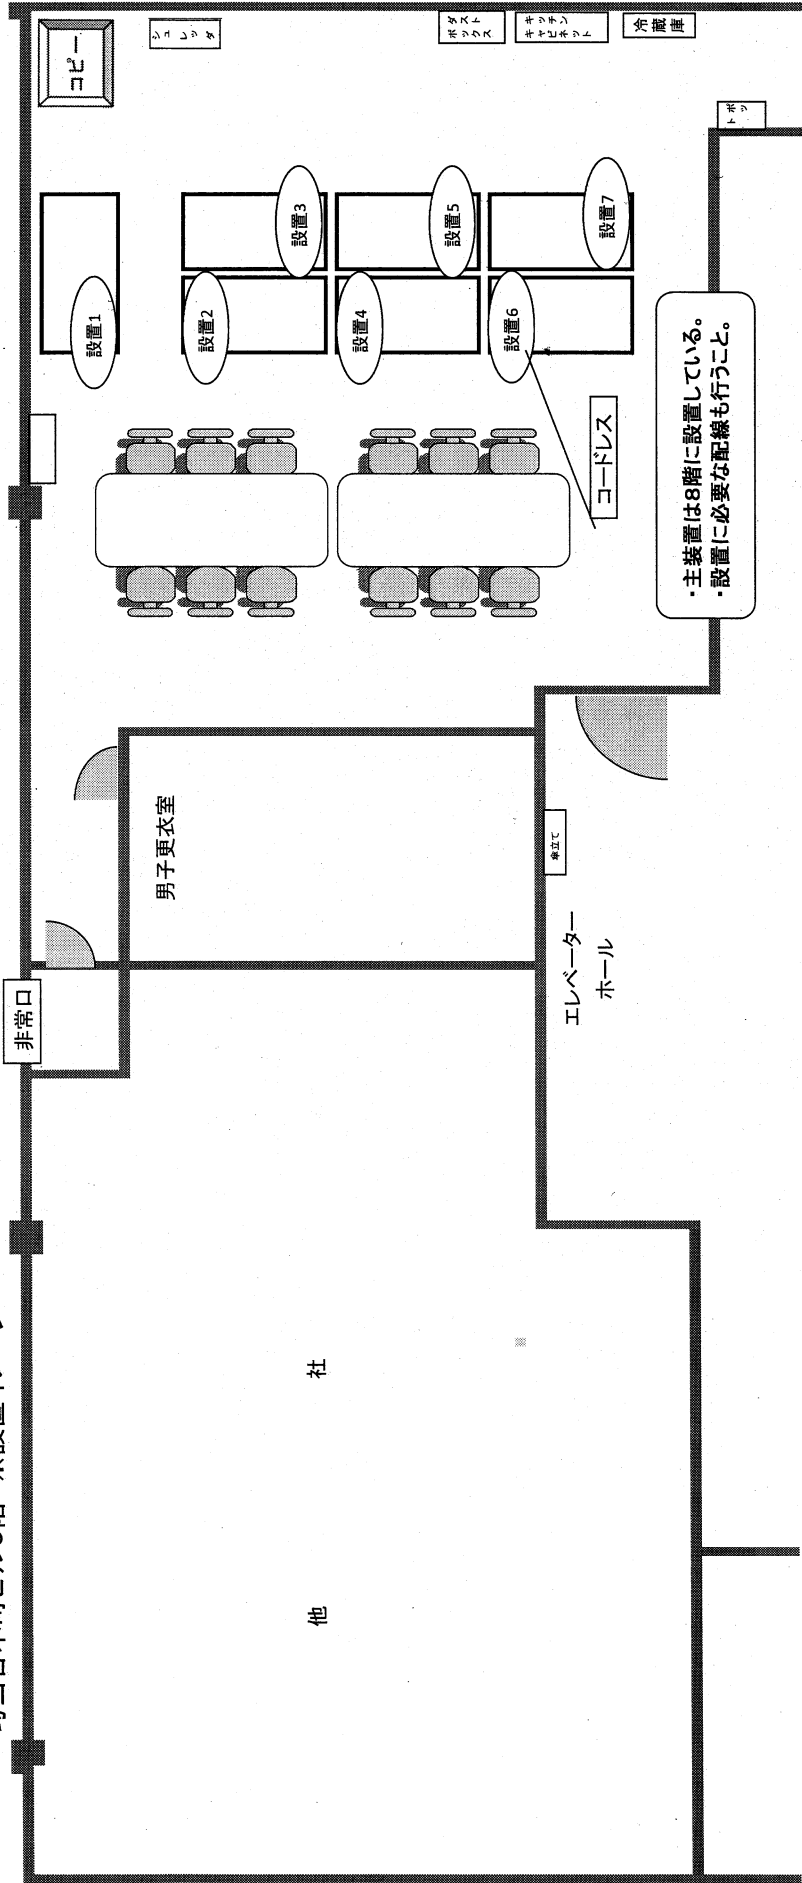 コピー
シュレッダ
ダスト
ボックス
キッチン
キャビネット
冷蔵庫
ポット
設置1
設置2
設置3
設置4
設置5
設置6
設置7
コードレス
・主装置は8階に設置している。
・設置に必要な配線も行うこと。
男子更衣室
傘立て
エレベーター
ホール
非常口
他 社